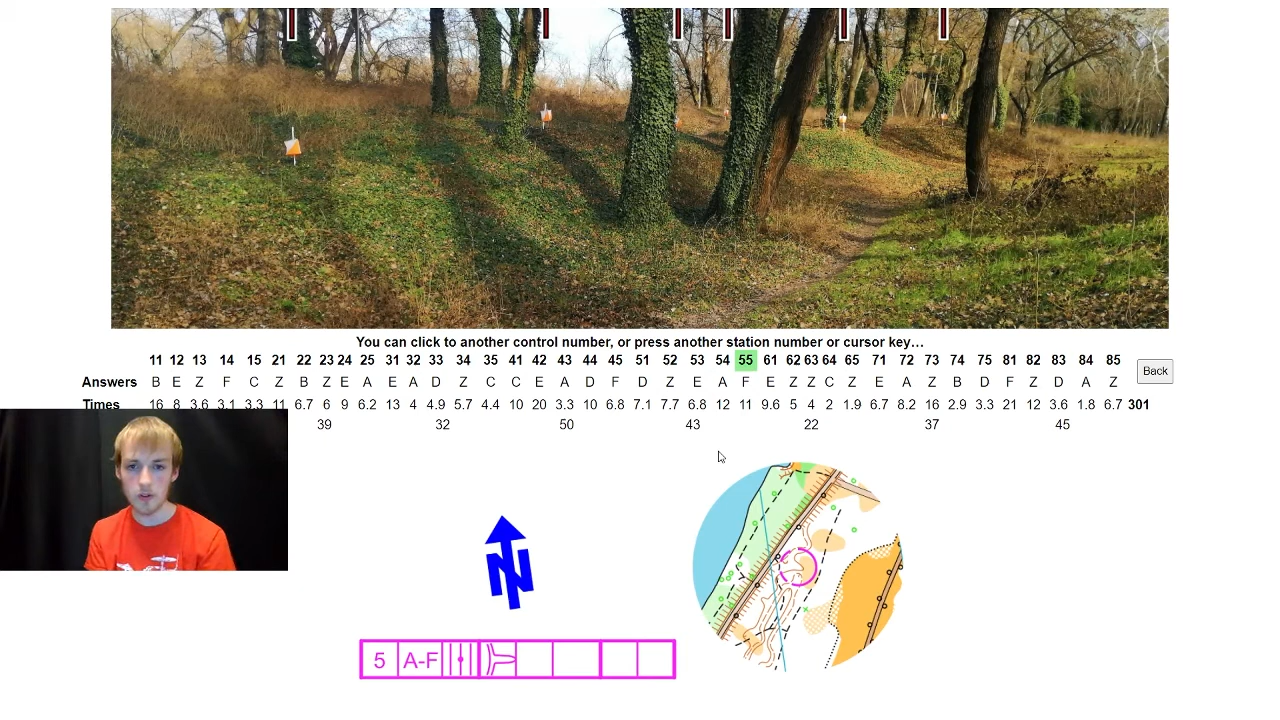 You can click to another control number, or press another station number or cursor key…
11 12 13 14 15 21 22 23 24 25 31 32 33 34 35 41 42 43 44 45 51 52 53 54 55 61 62 63 64 65 71 72 73 74 75 81 82 83 84 85
Back
Answers B E Z F C Z B Z E A E A D Z C C E A D F D Z E A F E Z Z C Z E A Z B D F Z D A Z
Times 16 8 3.6 3.1 3.3 11 6.7 6 9 6.2 13 4 4.9 5.7 4.4 10 20 3.3 10 6.8 7.1 7.7 6.8 12 11 9.6 5 4 2 1.9 6.7 8.2 16 2.9 3.3 21 12 3.6 1.8 6.7 301
39 32 50 43 22 37 45
N
5 A-F